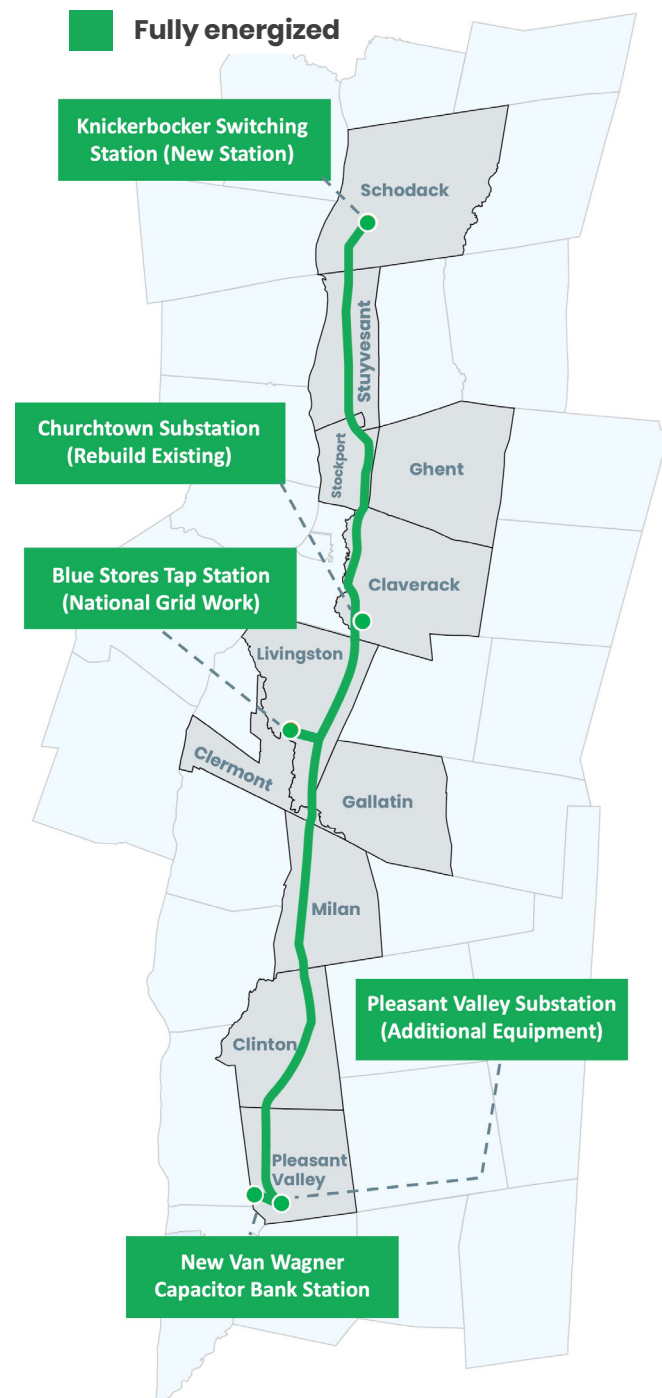 Fully energized
Knickerbocker Switching
Station (New Station)
Schodack
Stuyvesant
Churchtown Substation
(Rebuild Existing)
Stockport
Ghent
Blue Stores Tap Station
(National Grid Work)
Claverack
Livingston
Clermont
Gallatin
Milan
Pleasant Valley Substation
(Additional Equipment)
Clinton
Pleasant
Valley
New Van Wagner
Capacitor Bank Station